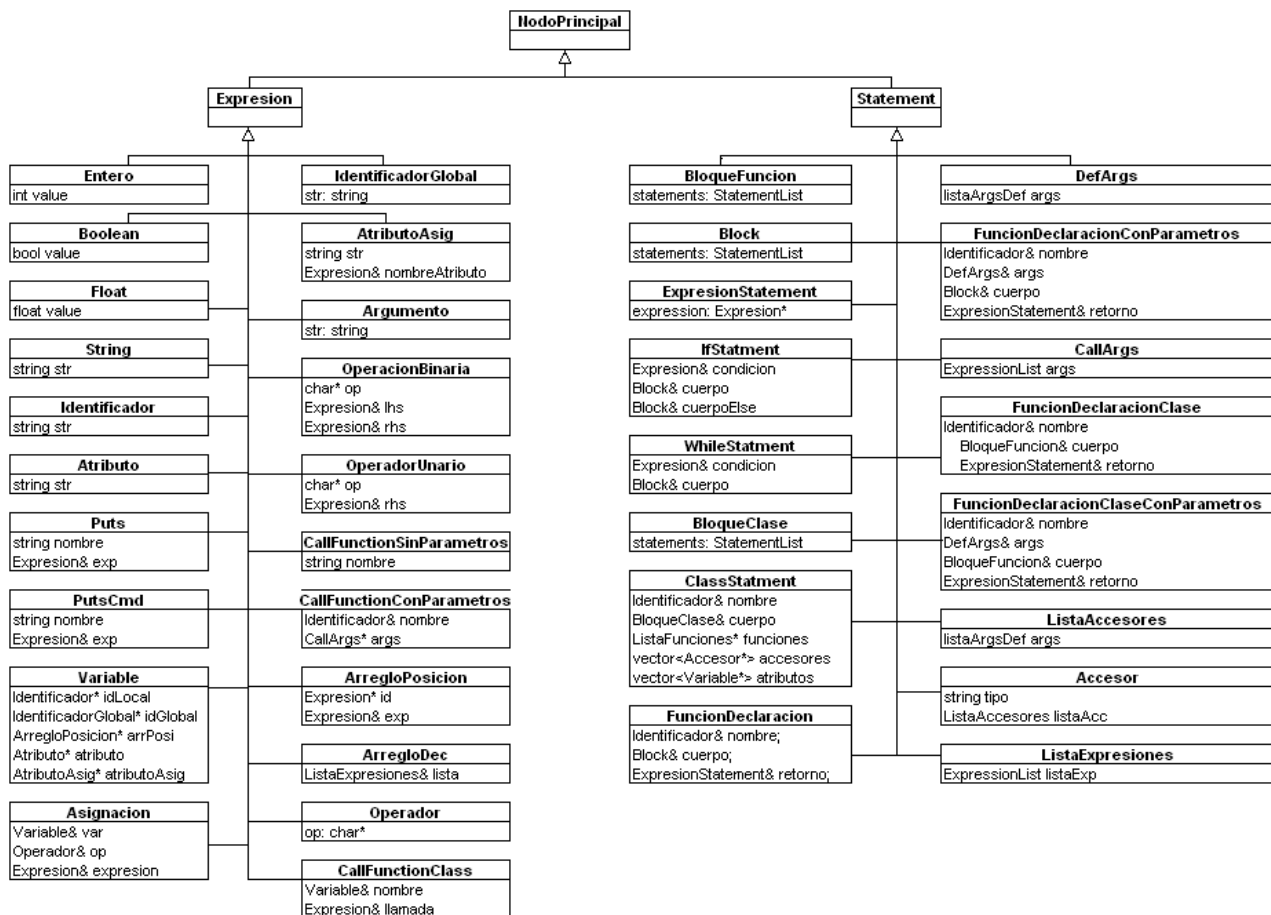 NodoPrincipal
Expresion
Entero
int value
Boolean
bool value
Float
float value
String
string str
Identificador
string str
Atributo
string str
Puts
string nombre
Expresion& exp
PutsCmd
string nombre
Expresion& exp
Variable
Identificador* idLocal
IdentificadorGlobal* idGlobal
ArregloPosicion* arrPosi
Atributo* atributo
AtributoAsig* atributoAsig
Asignacion
Variable& var
Operador& op
Expresion& expresion
IdentificadorGlobal
str: string
AtributoAsig
string str
Expresion& nombreAtributo
Argumento
str: string
OperacionBinaria
char* op
Expresion& lhs
Expresion& rhs
OperadorUnario
char* op
Expresion& rhs
CallFunctionSinParametros
string nombre
CallFunctionConParametros
Identificador& nombre
CallArgs* args
ArregloPosicion
Expresion* id
Expresion& exp
ArregloDec
ListaExpresiones& lista
Operador
op: char*
CallFunctionClass
Variable& nombre
Expresion& llamada
Statement
BloqueFuncion
statements: StatementList
Block
statements: StatementList
ExpresionStatement
expression: Expresion*
IfStatment
Expresion& condicion
Block& cuerpo
Block& cuerpoElse
WhileStatment
Expresion& condicion
Block& cuerpo
BloqueClase
statements: StatementList
ClassStatment
Identificador& nombre
BloqueClase& cuerpo
ListaFunciones* funciones
vector<Accesor*> accesores
vector<Variable*> atributos
FuncionDeclaracion
Identificador& nombre;
Block& cuerpo;
ExpresionStatement& retorno;
DefArgs
listaArgsDef args
FuncionDeclaracionConParametros
Identificador& nombre
DefArgs& args
Block& cuerpo
ExpresionStatement& retorno
CallArgs
ExpressionList args
FuncionDeclaracionClase
Identificador& nombre
BloqueFuncion& cuerpo
ExpresionStatement& retorno
FuncionDeclaracionClaseConParametros
Identificador& nombre
DefArgs& args
BloqueFuncion& cuerpo
ExpresionStatement& retorno
ListaAccesores
listaArgsDef args
Accesor
string tipo
ListaAccesores listaAcc
ListaExpresiones
ExpressionList listaExp